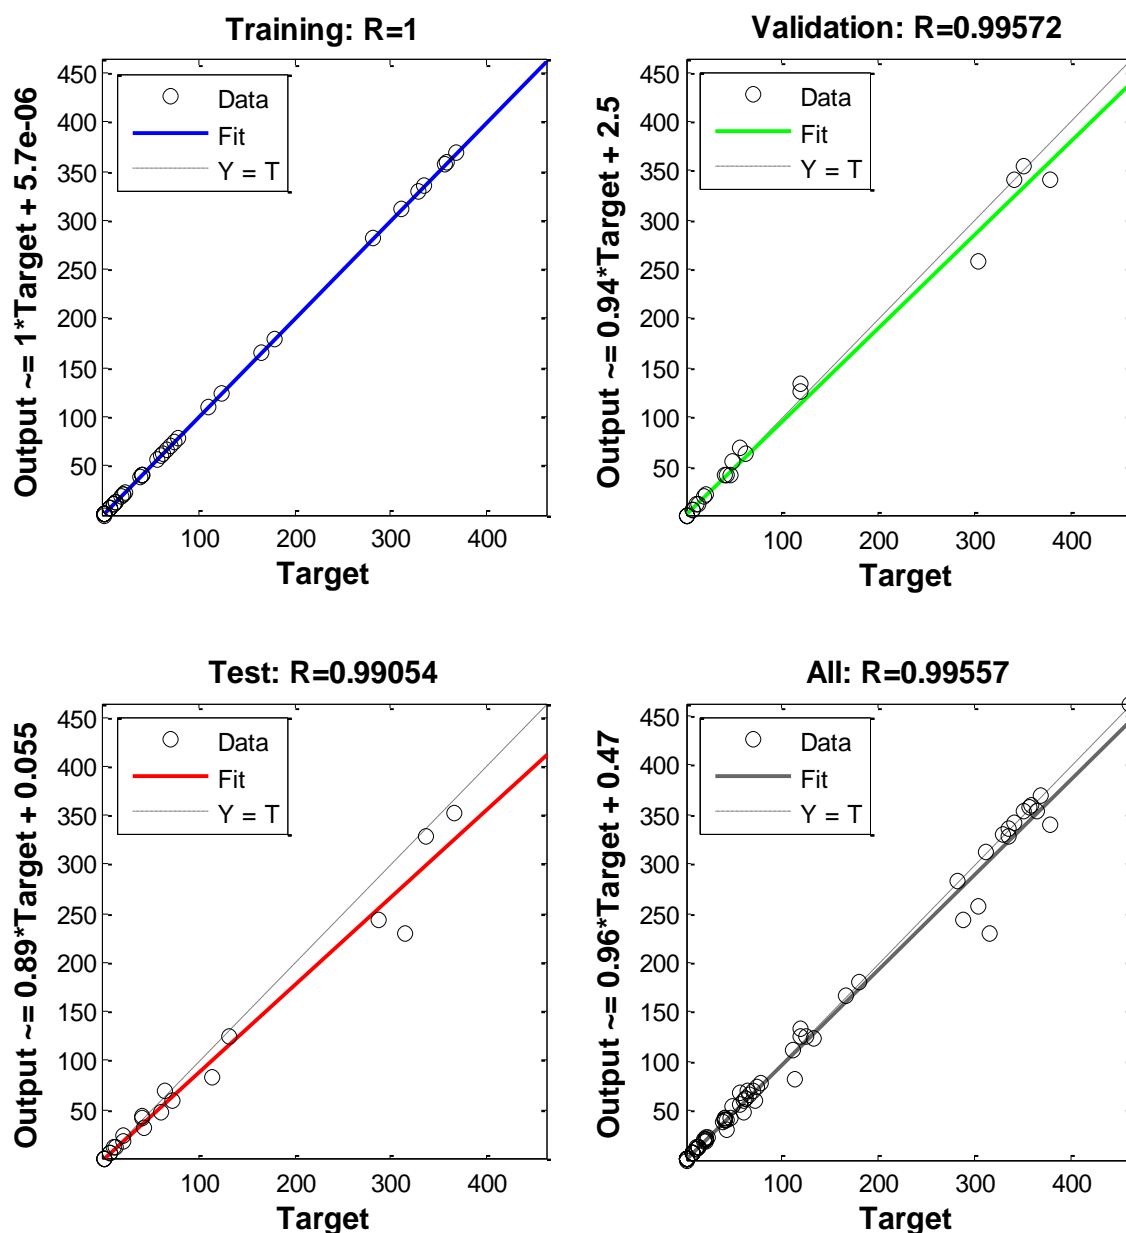 Training: R=1
Output ~= 1*Target + 5.7e-06
450
400
350
300
250
200
150
100
50
Data
Fit
Y = T
100
200
300
400
Target
Validation: R=0.99572
Output ~= 0.94*Target + 2.5
450
400
350
300
250
200
150
100
50
Data
Fit
Y = T
100
200
300
400
Target
Test: R=0.99054
Output ~= 0.89*Target + 0.055
450
400
350
300
250
200
150
100
50
Data
Fit
Y = T
100
200
300
400
Target
All: R=0.99557
Output ~= 0.96*Target + 0.47
450
400
350
300
250
200
150
100
50
Data
Fit
Y = T
100
200
300
400
Target